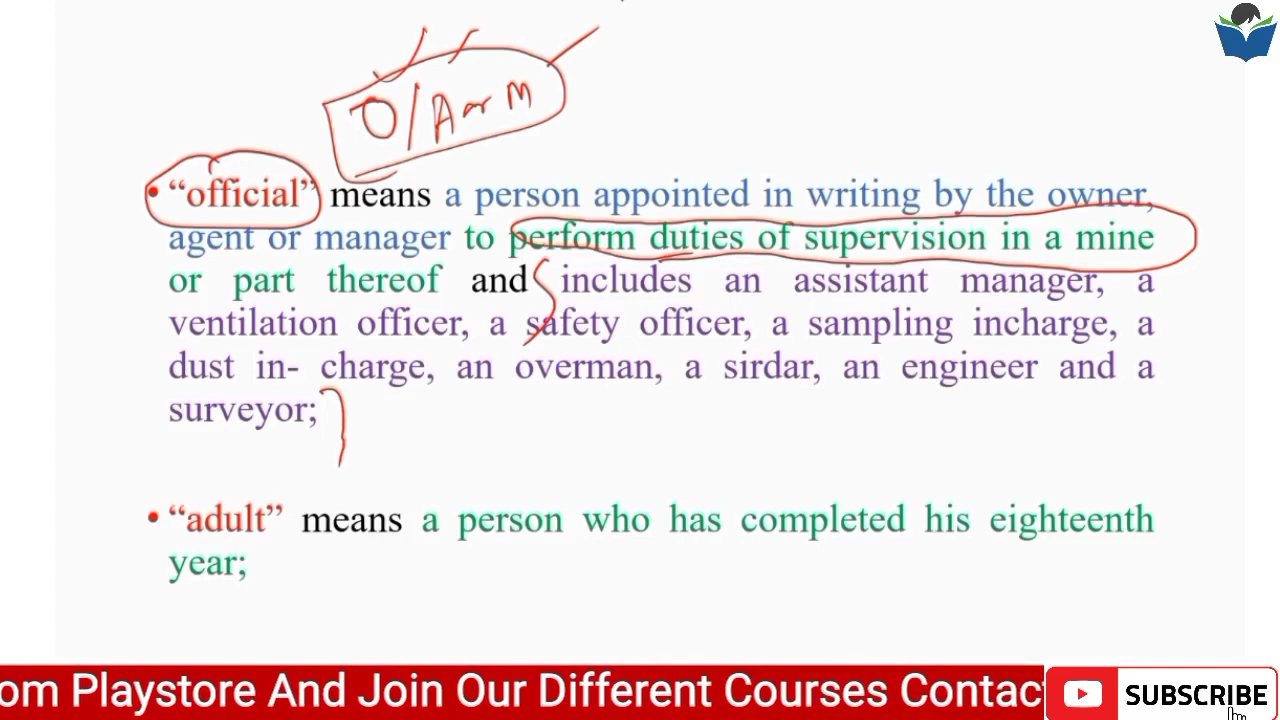 O/A or M
• “official” means a person appointed in writing by the owner,
agent or manager to perform duties of supervision in a mine
or part thereof and includes an assistant manager, a
ventilation officer, a safety officer, a sampling incharge, a
dust in- charge, an overman, a sirdar, an engineer and a
surveyor;
• “adult” means a person who has completed his eighteenth
year;
om Playstore And Join Our Different Courses Contac
SUBSCRIBE